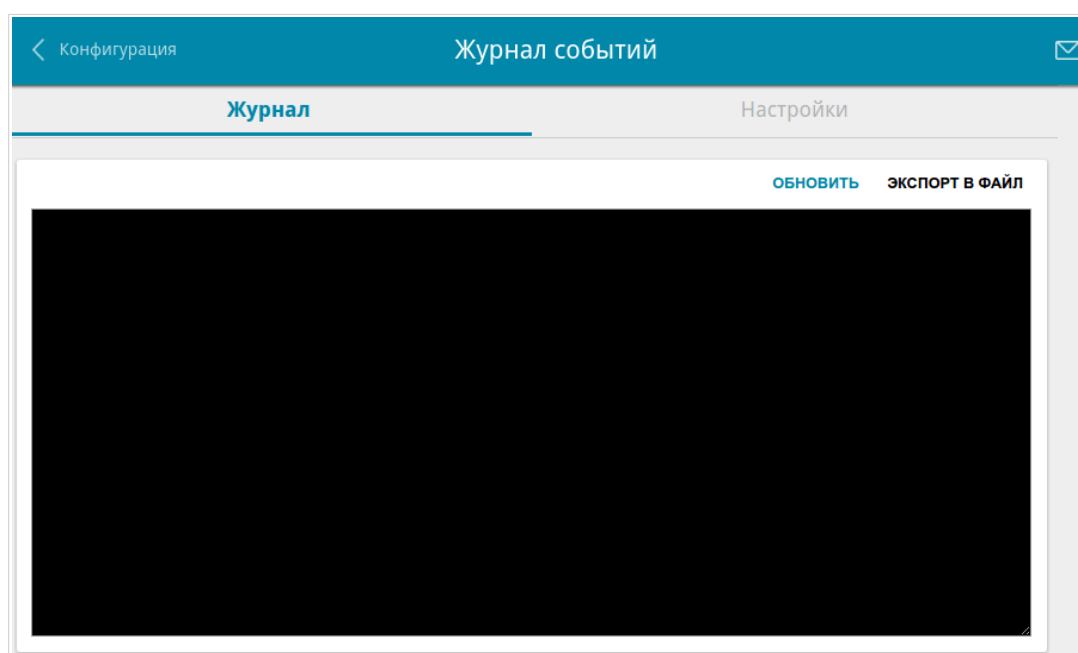 Конфигурация
Журнал событий
Журнал
Настройки
ОБНОВИТЬ
ЭКСПОРТ В ФАЙЛ